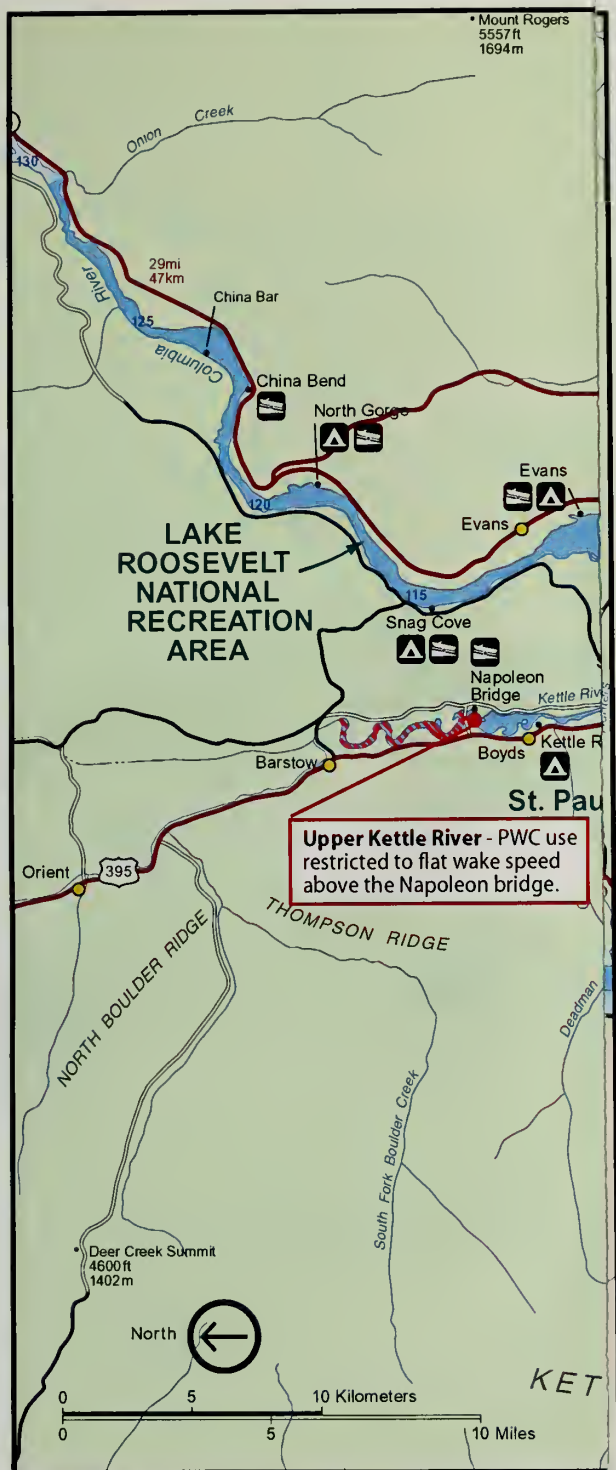 Mount Rogers
5557ft
1694m
Onion Creek
130
29mi
47km
River
125
China Bar
Columbia
China Bend
North Gorge
120
Evans
Evans
LAKE
ROOSEVELT
NATIONAL
RECREATION
AREA
115
Snag Cove
Napoleon
Bridge
Kettle Rive
Barstow
Boyds
Kettle R
St. Pau
Upper Kettle River - PWC use
restricted to flat wake speed
above the Napoleon bridge.
Orient
395
THOMPSON RIDGE
NORTH BOULDER RIDGE
Deadman
South Fork Boulder Creek
Deer Creek Summit
4600ft
1402m
North
KET
0 5 10 Kilometers
0 5 10 Miles